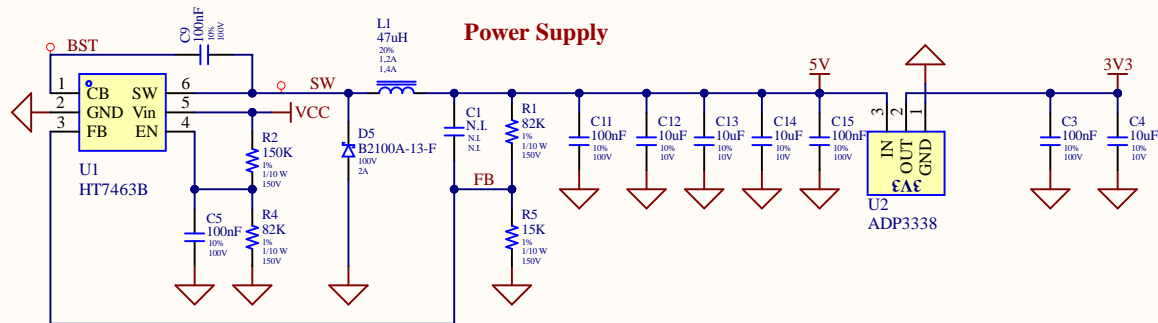 Power Supply
C9
100nF
10%
100V
BST
L1
47uH
20%
1,2A
1,4A
SW
1 CB SW 6
2 GND Vin 5
3 FB EN 4
U1
HT7463B
VCC
R2
150K
1%
1/10 W
150V
C5
100nF
10%
100V
R4
82K
1%
1/10 W
150V
D5
B2100A-13-F
100V
2A
C1
N.I.
N.I.
N.I.
R1
82K
1%
1/10 W
150V
FB
R5
15K
1%
1/10 W
150V
C11
100nF
10%
100V
C12
10uF
10%
10V
C13
10uF
10%
10V
C14
10uF
10%
10V
5V
C15
100nF
10%
100V
3 2 1
IN OUT GND
3V3
U2
ADP3338
3V3
C3
100nF
10%
100V
C4
10uF
10%
10V